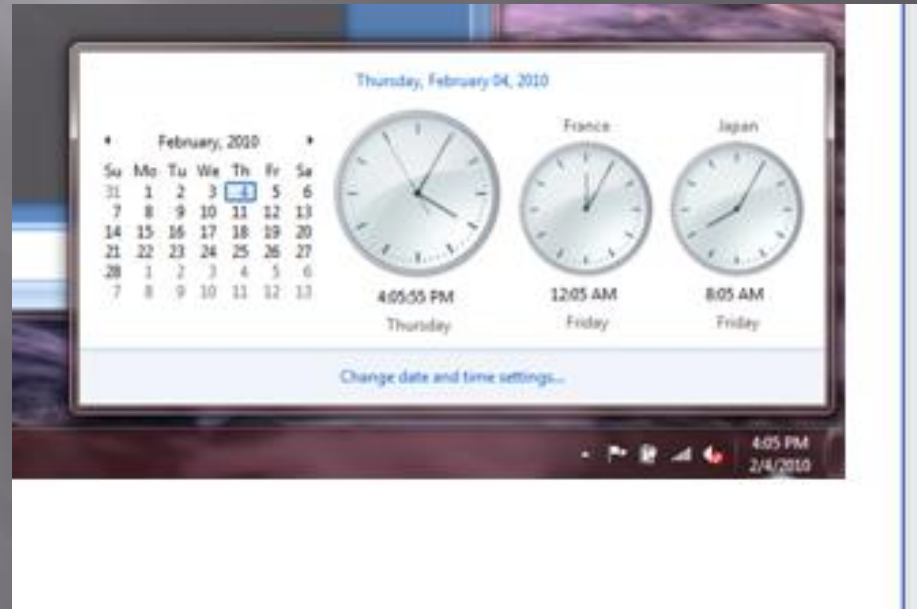 Thursday, February 04, 2010
February, 2010
Su Mo Tu We Th Fr Sa
31 1 2 3 4 5 6
7 8 9 10 11 12 13
14 15 16 17 18 19 20
21 22 23 24 25 26 27
28 1 2 3 4 5 6
7 8 9 10 11 12 13
4:05:55 PM
Thursday
France
12:05 AM
Friday
Japan
8:05 AM
Friday
Change date and time settings...
4:05 PM
2/4/2010